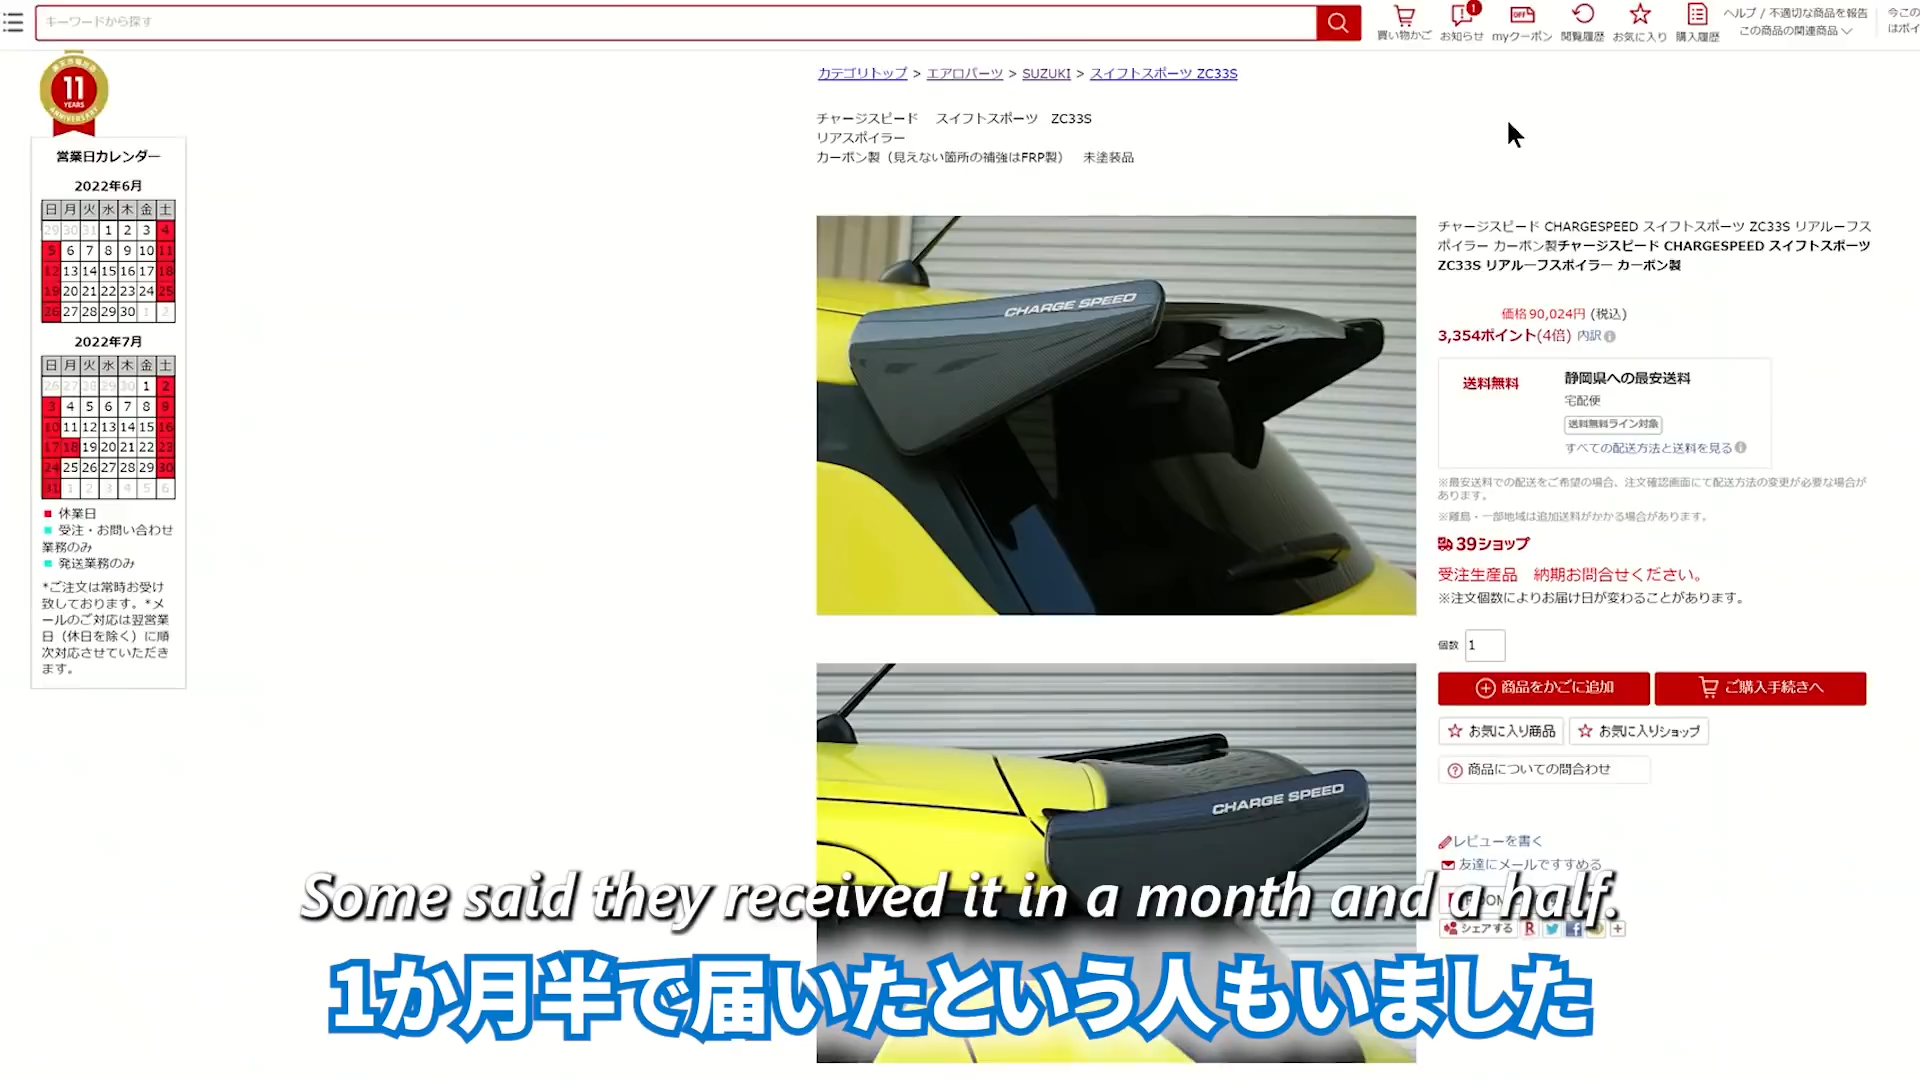 キーワードから探す
買い物かご
1
お知らせ
OFF
myクーポン
閲覧履歴
お気に入り
購入履歴
ヘルプ / 不適切な商品を報告
この商品の関連商品
11
YEARS
ANNIVERSARY
営業日カレンダー
2022年6月
日 月 火 水 木 金 土
29 30 31 1 2 3 4
5 6 7 8 9 10 11
12 13 14 15 16 17 18
19 20 21 22 23 24 25
26 27 28 29 30 1 2
2022年7月
日 月 火 水 木 金 土
26 27 28 29 30 1 2
3 4 5 6 7 8 9
10 11 12 13 14 15 16
17 18 19 20 21 22 23
24 25 26 27 28 29 30
31 1 2 3 4 5 6
休業日
受注・お問い合わせ
業務のみ
発送業務のみ
*ご注文は常時お受け
致しております。*メ
ールのご対応は翌営業
日（休日を除く）に順
次対応させていただき
ます。
カテゴリトップ > エアロパーツ > SUZUKI > スイフトスポーツ ZC33S
チャージスピード スイフトスポーツ ZC33S
リアスポイラー
カーボン製（見えない箇所の補強はFRP製） 未塗装品
CHARGE SPEED
CHARGE SPEED
チャージスピード CHARGESPEED スイフトスポーツ ZC33S リアルーフス
ポイラー カーボン製チャージスピード CHARGESPEED スイフトスポーツ
ZC33S リアルーフスポイラー カーボン製
価格 90,024円 (税込)
3,354ポイント(4倍) 内訳
送料無料
静岡県への最安送料
宅配便
送料無料ライン対象
すべての配送方法と送料を見る
※最安送料での配送をご希望の場合、注文確認画面にて配送方法の変更が必要な場合が
あります。
※離島・一部地域は追加送料がかかる場合があります。
39ショップ
受注生産品 納期お問合せください。
※注文個数によりお届け日が変わることがあります。
個数 1
商品をかごに追加
ご購入手続きへ
お気に入り商品
お気に入りショップ
商品についての問合わせ
レビューを書く
友達にメールですすめる
シェアする
Some said they received it in a month and a half.
1か月半で届いたという人もいました